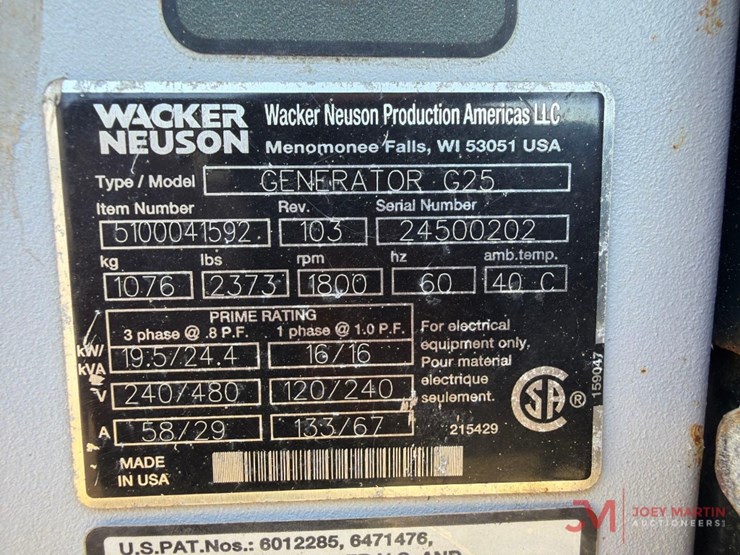 WACKER NEUSON Wacker Neuson Production Americas LLC
Menomonee Falls, WI 53051 USA
Type / Model GENERATOR G25
Item Number Rev. Serial Number
5100041592 103 24500202
kg lbs rpm hz amb.temp.
1076 2373 1800 60 40 C
PRIME RATING
3 phase @ .8 P.F. 1 phase @ 1.0 P.F.
kW/kVA 19.5/24.4 16/16
V 240/480 120/240
A 58/29 133/67
For electrical
equipment only,
Pour material
electrique
seulement.
215429
159047
MADE
IN USA
U.S.PAT.Nos.: 6012285, 6471476,
JOEY MARTIN
AUCTIONEERS